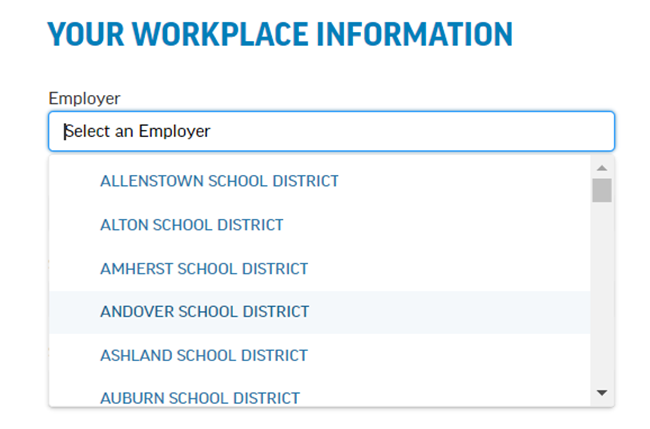 YOUR WORKPLACE INFORMATION
Employer
Select an Employer
ALLENSTOWN SCHOOL DISTRICT
ALTON SCHOOL DISTRICT
AMHERST SCHOOL DISTRICT
ANDOVER SCHOOL DISTRICT
ASHLAND SCHOOL DISTRICT
AUBURN SCHOOL DISTRICT